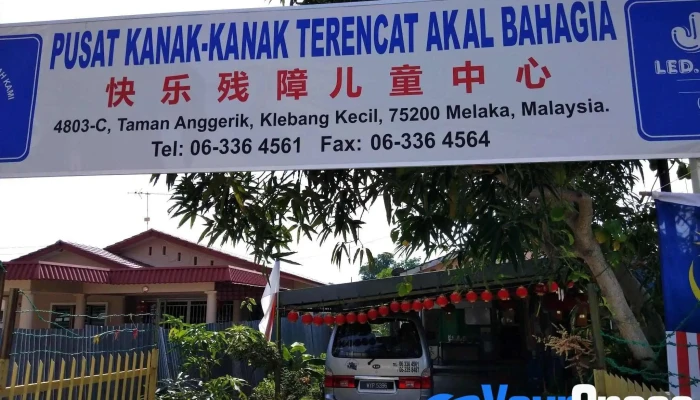 PUSAT KANAK-KANAK TERENCAT AKAL BAHAGIA
快乐残障儿童中心
4803-C, Taman Anggerik, Klebang Kecil, 75200 Melaka, Malaysia.
Tel: 06-336 4561 Fax: 06-336 4564
KAMI
LED.